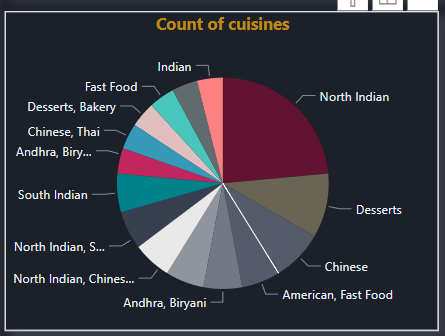 Count of cuisines
Indian
North Indian
Fast Food
Desserts, Bakery
Chinese, Thai
Andhra, Biry...
South Indian
Desserts
North Indian, S...
Chinese
North Indian, Chines...
American, Fast Food
Andhra, Biryani